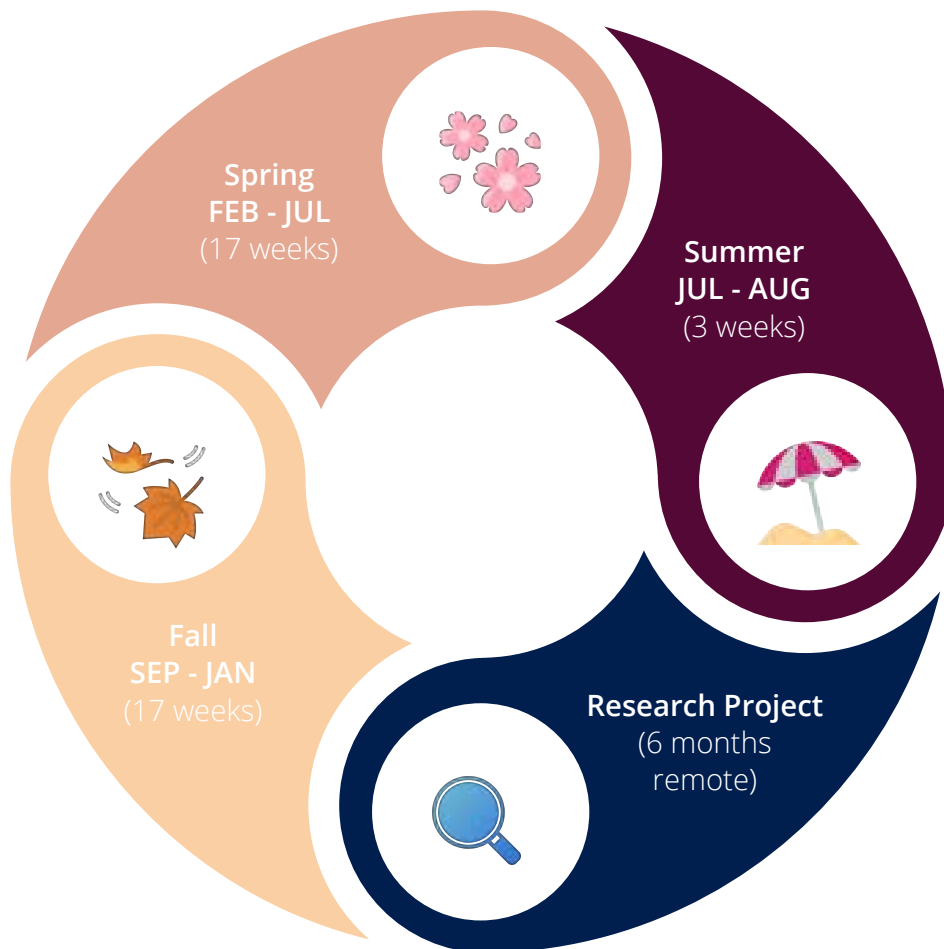 Spring
FEB - JUL
(17 weeks)
Summer
JUL - AUG
(3 weeks)
Fall
SEP - JAN
(17 weeks)
Research Project
(6 months
remote)